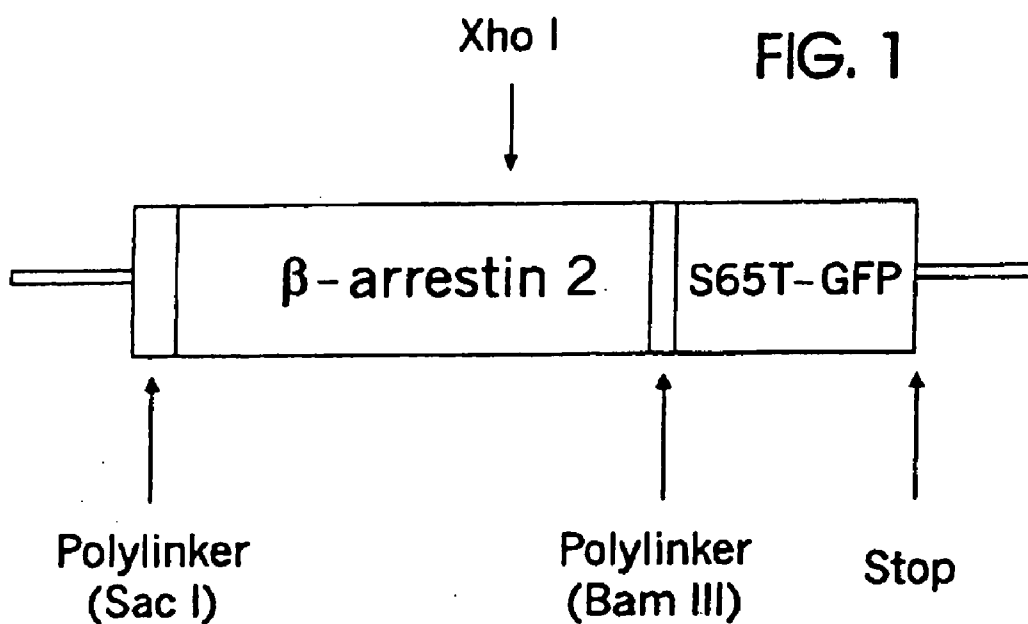 Xho I
FIG. 1
β-arrestin 2
S65T-GFP
Polylinker
(Sac I)
Polylinker
(Bam III)
Stop